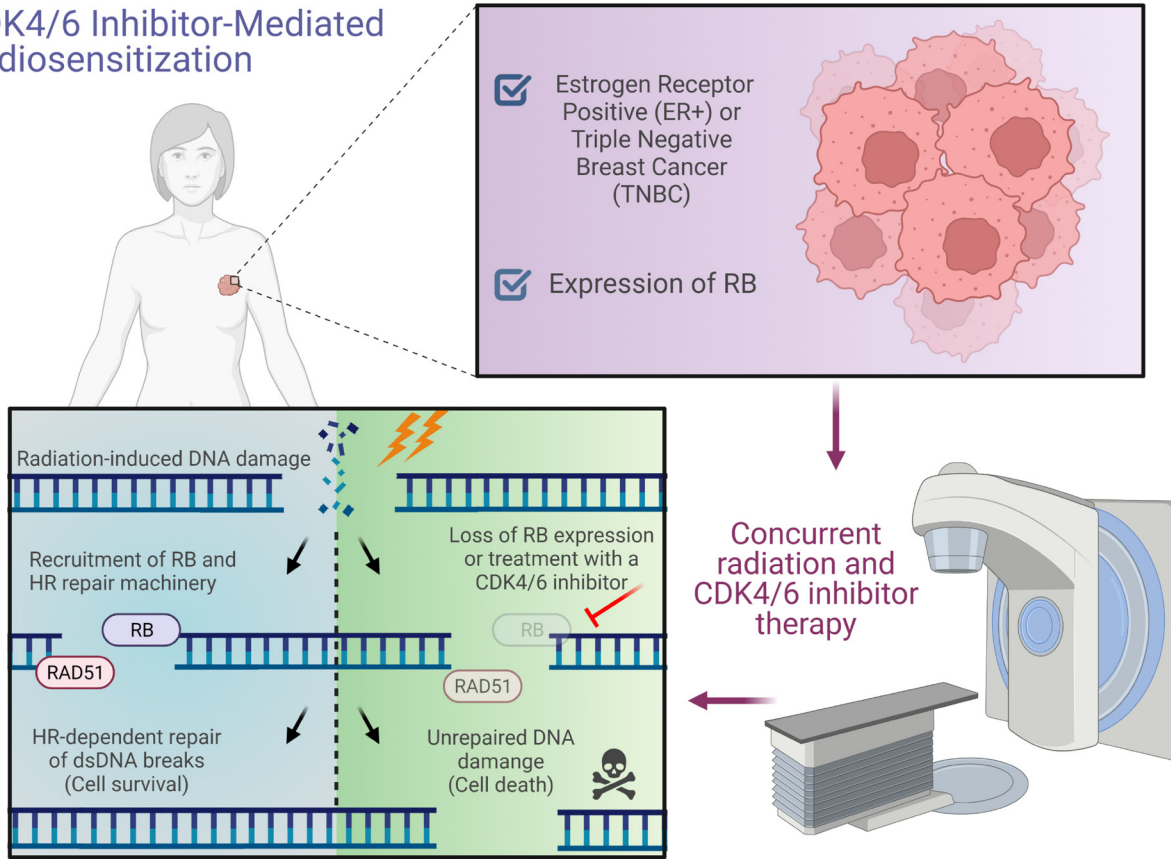 DK4/6 Inhibitor-Mediated
diosensitization
Estrogen Receptor
Positive (ER+) or
Triple Negative
Breast Cancer
(TNBC)
Expression of RB
Radiation-induced DNA damage
Recruitment of RB and
HR repair machinery
Loss of RB expression
or treatment with a
CDK4/6 inhibitor
RB
RAD51
RB
RAD51
HR-dependent repair
of dsDNA breaks
(Cell survival)
Unrepaired DNA
damange
(Cell death)
Concurrent
radiation and
CDK4/6 inhibitor
therapy